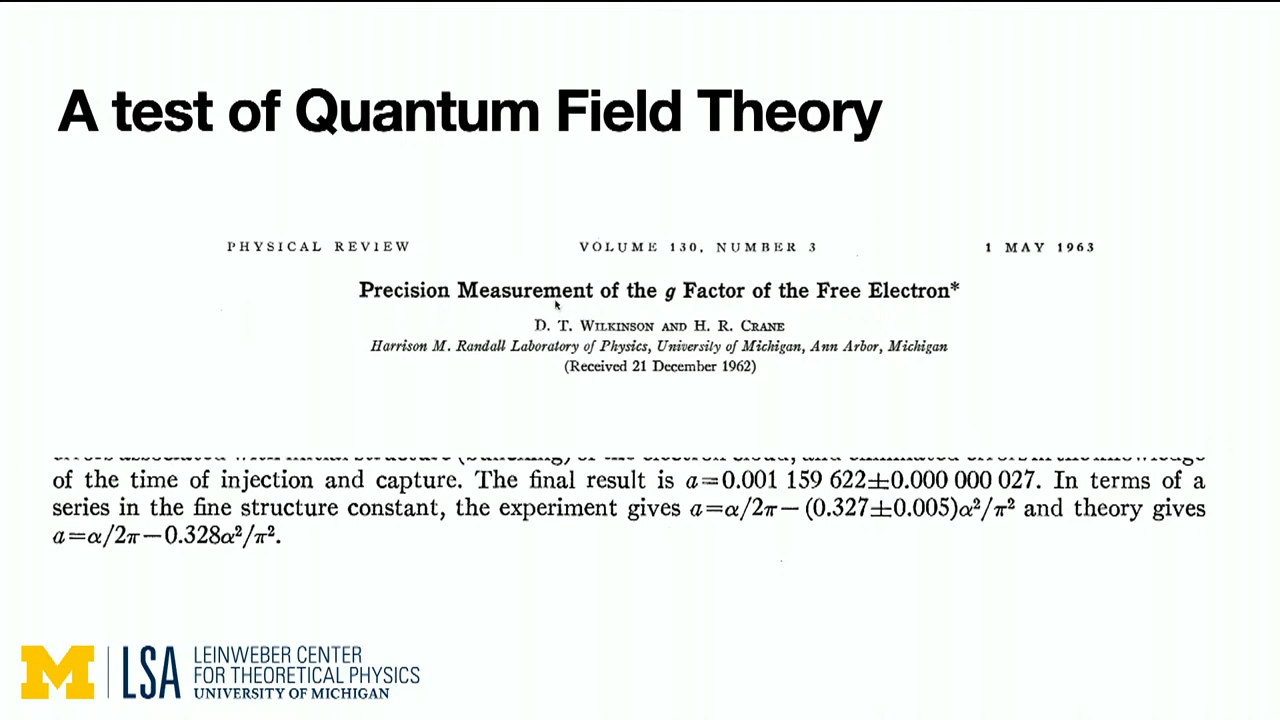 A test of Quantum Field Theory
PHYSICAL REVIEW VOLUME 130, NUMBER 3 1 MAY 1963
Precision Measurement of the g Factor of the Free Electron*
D. T. WILKINSON AND H. R. CRANE
Harrison M. Randall Laboratory of Physics, University of Michigan, Ann Arbor, Michigan
(Received 21 December 1962)
of the time of injection and capture. The final result is a=0.001 159 622±0.000 000 027. In terms of a
series in the fine structure constant, the experiment gives a=α/2π−(0.327±0.005)α²/π² and theory gives
a=α/2π−0.328α²/π².
M LSA LEINWEBER CENTER
FOR THEORETICAL PHYSICS
UNIVERSITY OF MICHIGAN